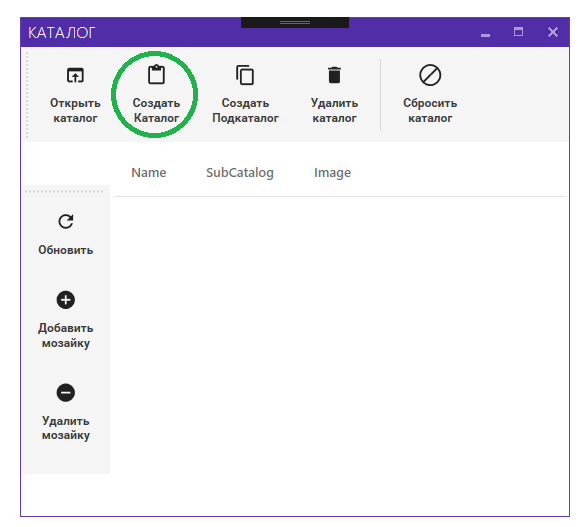 КАТАЛОГ
Открыть
каталог
Создать
Каталог
Создать
Подкаталог
Удалить
каталог
Сбросить
каталог
Name SubCatalog Image
Обновить
Добавить
мозайку
Удалить
мозайку